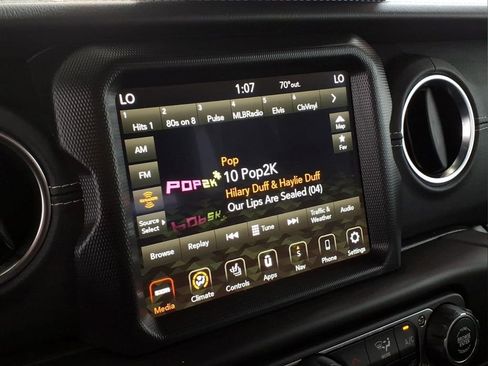 LO 1:07 70°out. LO
1 Hits 1 2 80s on 8 3 Pulse 4 MLBRadio 5 Elvis 6 ClsVinyl
AM
FM
Map
Fav
Pop
10 Pop2K
Hilary Duff & Haylie Duff
Our Lips Are Sealed (04)
POP2K
Source
Select
Browse Replay Tune Traffic & Weather Audio
Media Climate Controls Apps Nav Phone Settings
S